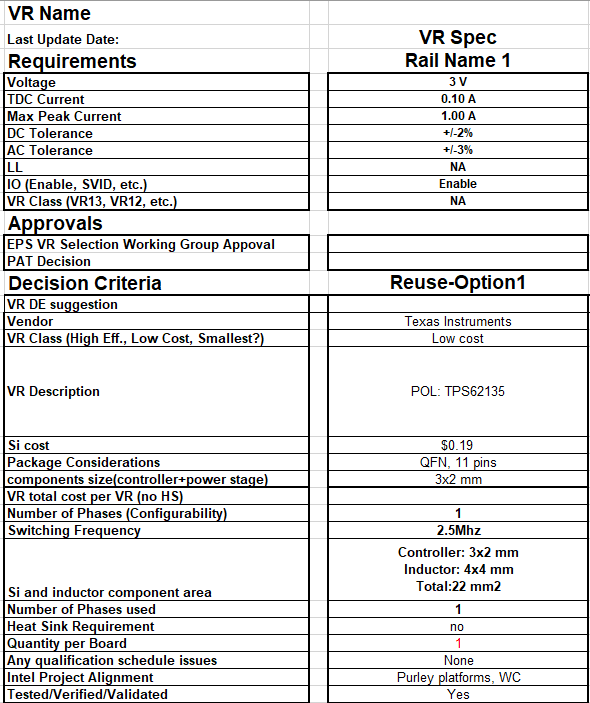 VR Name
Last Update Date: VR Spec
Requirements Rail Name 1
Voltage 3 V
TDC Current 0.10 A
Max Peak Current 1.00 A
DC Tolerance +/-2%
AC Tolerance +/-3%
LL NA
IO (Enable, SVID, etc.) Enable
VR Class (VR13, VR12, etc.) NA
Approvals
EPS VR Selection Working Group Appoval
PAT Decision
Decision Criteria Reuse-Option1
VR DE suggestion
Vendor Texas Instruments
VR Class (High Eff., Low Cost, Smallest?) Low cost
VR Description POL: TPS62135
Si cost $0.19
Package Considerations QFN, 11 pins
components size(controller+power stage) 3x2 mm
VR total cost per VR (no HS)
Number of Phases (Configurability) 1
Switching Frequency 2.5Mhz
Controller: 3x2 mm
Inductor: 4x4 mm
Total:22 mm2
Si and inductor component area
Number of Phases used 1
Heat Sink Requirement no
Quantity per Board 1
Any qualification schedule issues None
Intel Project Alignment Purley platforms, WC
Tested/Verified/Validated Yes